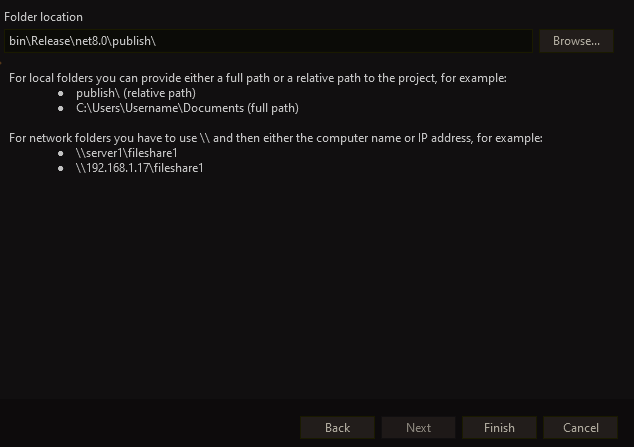 Folder location
bin\Release\net8.0\publish\
Browse...
For local folders you can provide either a full path or a relative path to the project, for example:
● publish\ (relative path)
● C:\Users\Username\Documents (full path)
For network folders you have to use \\ and then either the computer name or IP address, for example:
● \\server1\fileshare1
● \\192.168.1.17\fileshare1
Back Next Finish Cancel